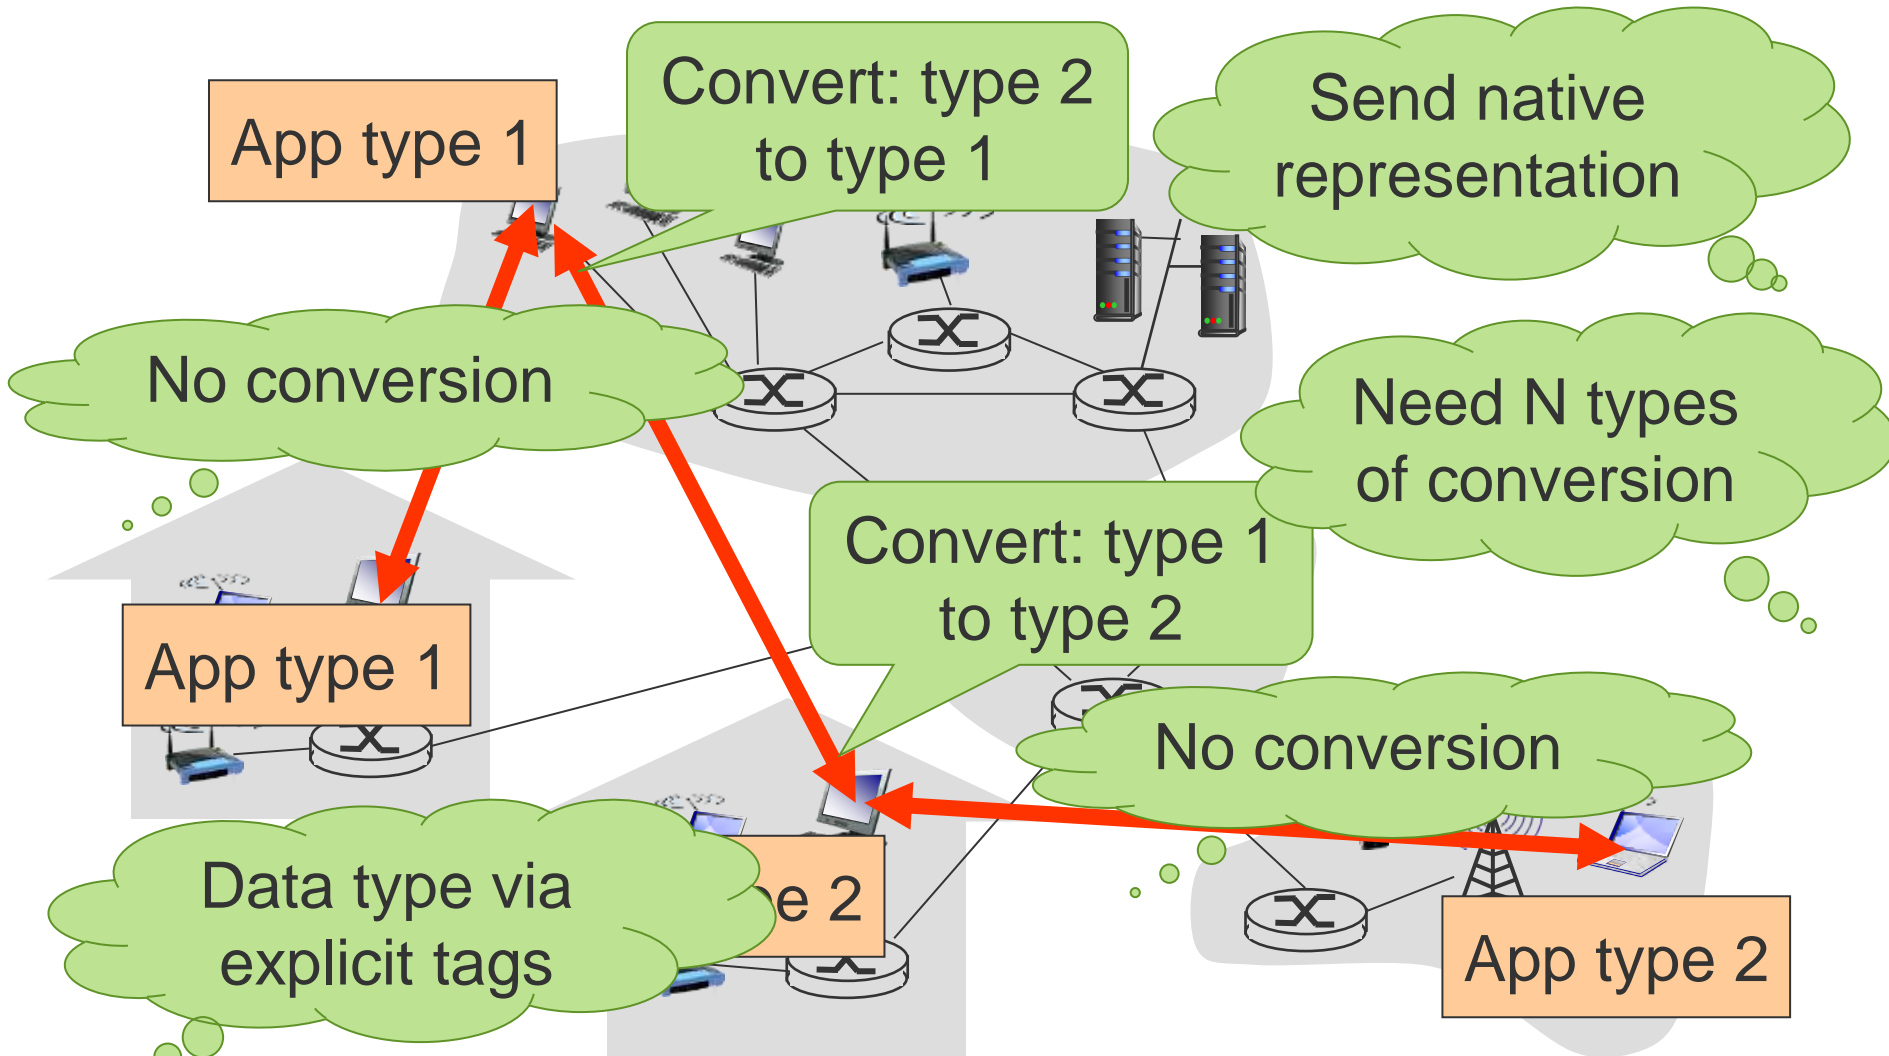 Convert: type 2
to type 1
Send native
representation
App type 1
No conversion
Need N types
of conversion
Convert: type 1
to type 2
App type 1
No conversion
Data type via
explicit tags
2
App type 2